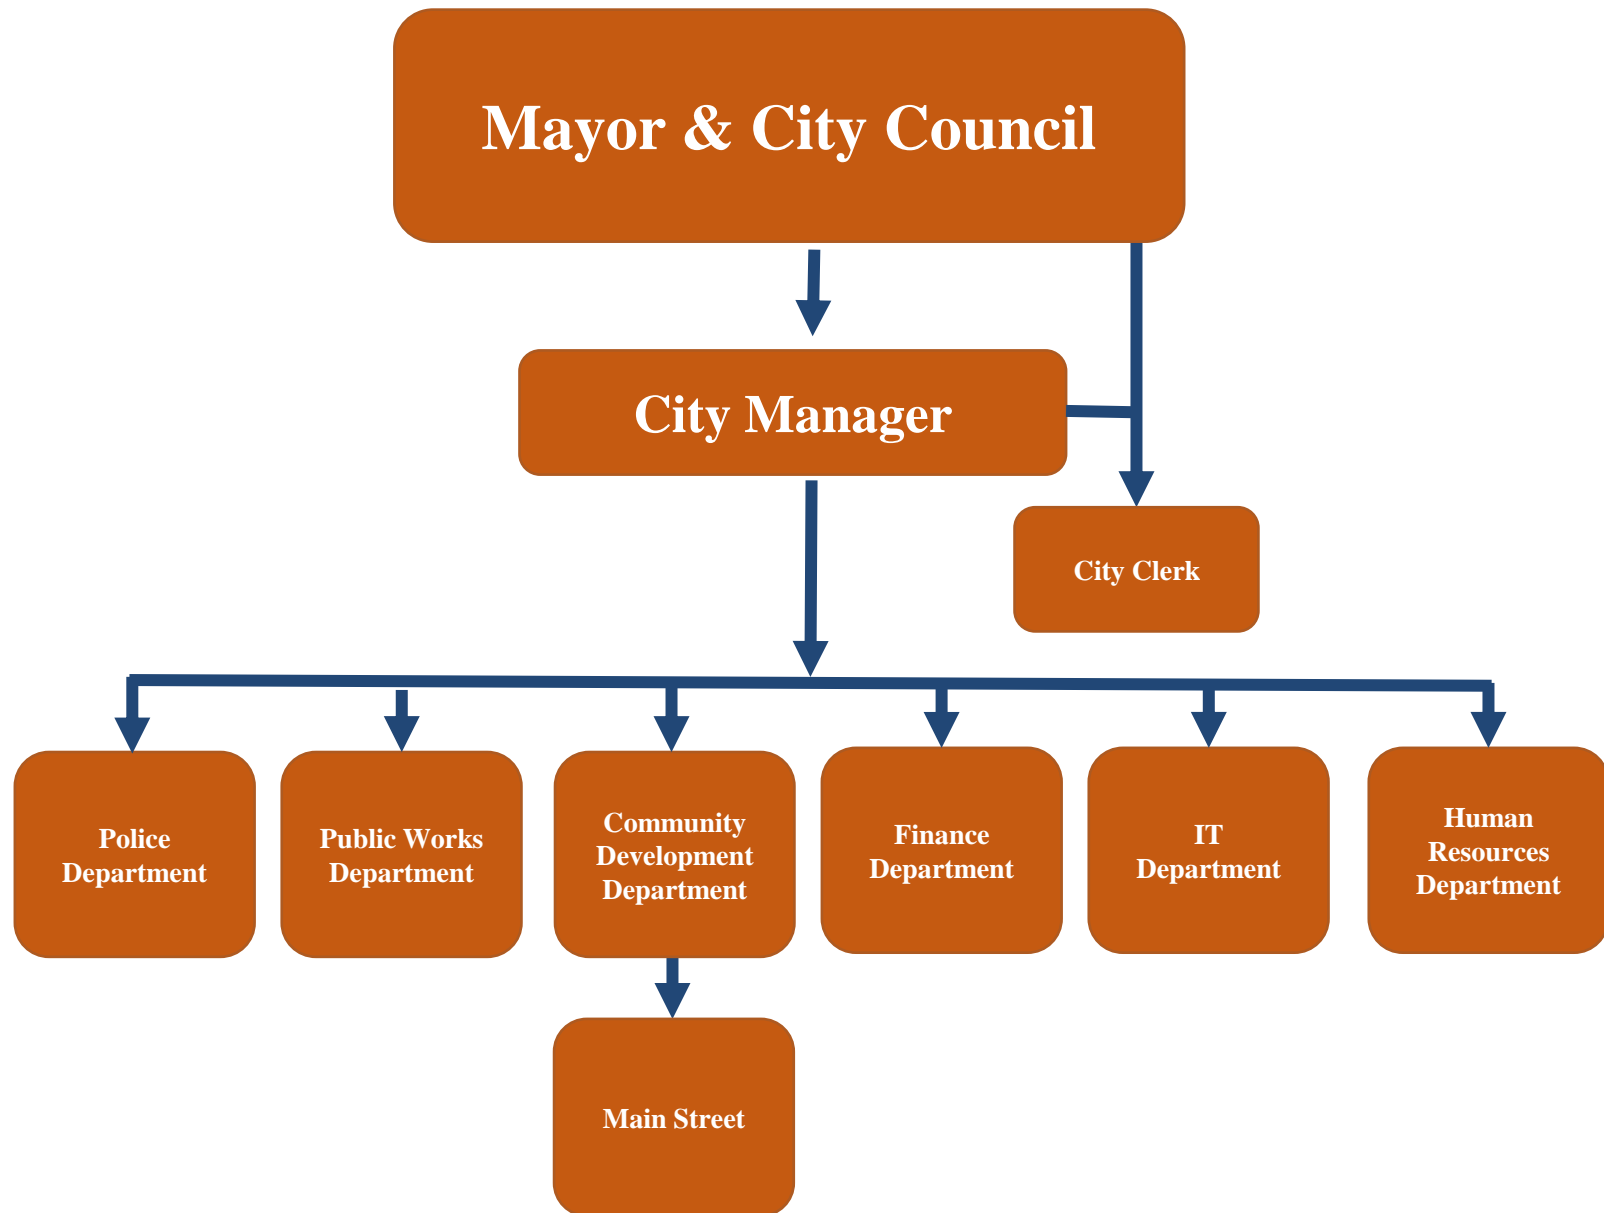 Mayor & City Council
City Manager
City Clerk
Police
Department
Public Works
Department
Community
Development
Department
Finance
Department
IT
Department
Human
Resources
Department
Main Street